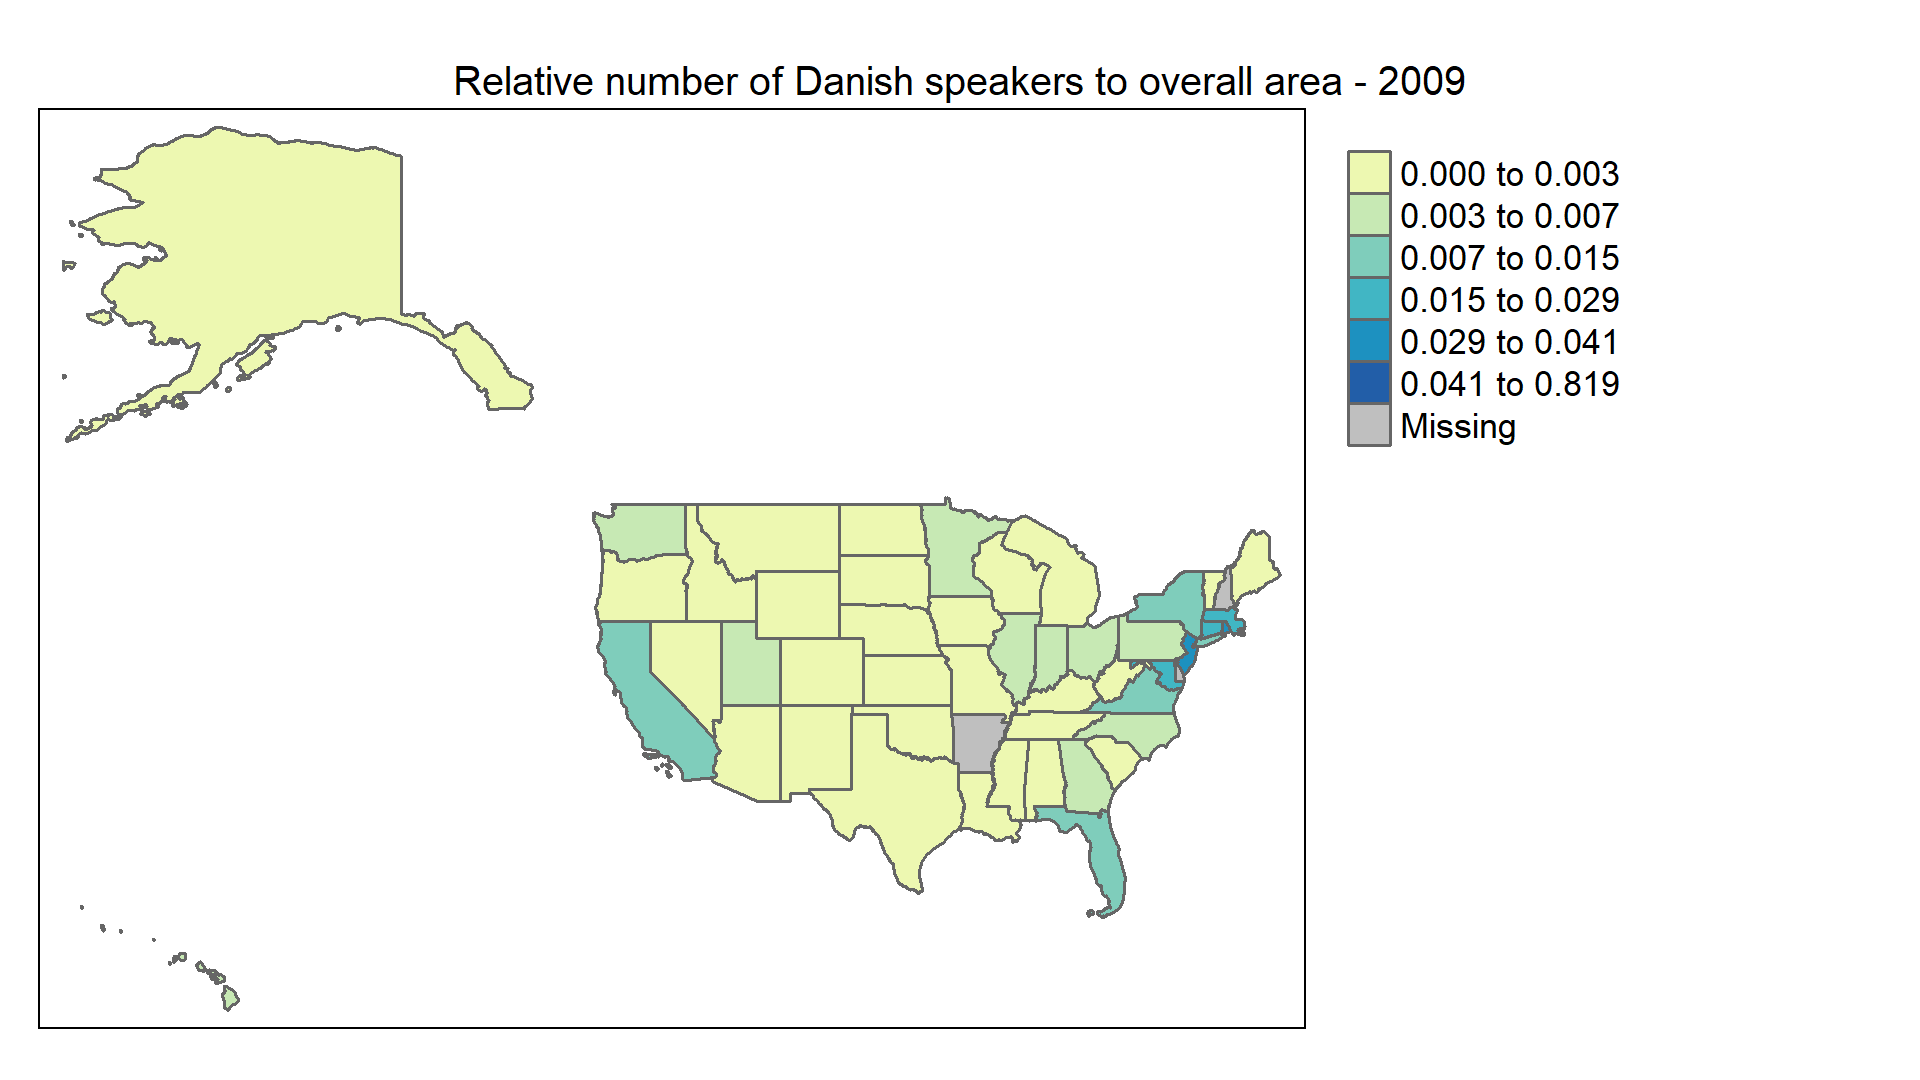 Relative number of Danish speakers to overall area - 2009
0.000 to 0.003
0.003 to 0.007
0.007 to 0.015
0.015 to 0.029
0.029 to 0.041
0.041 to 0.819
Missing